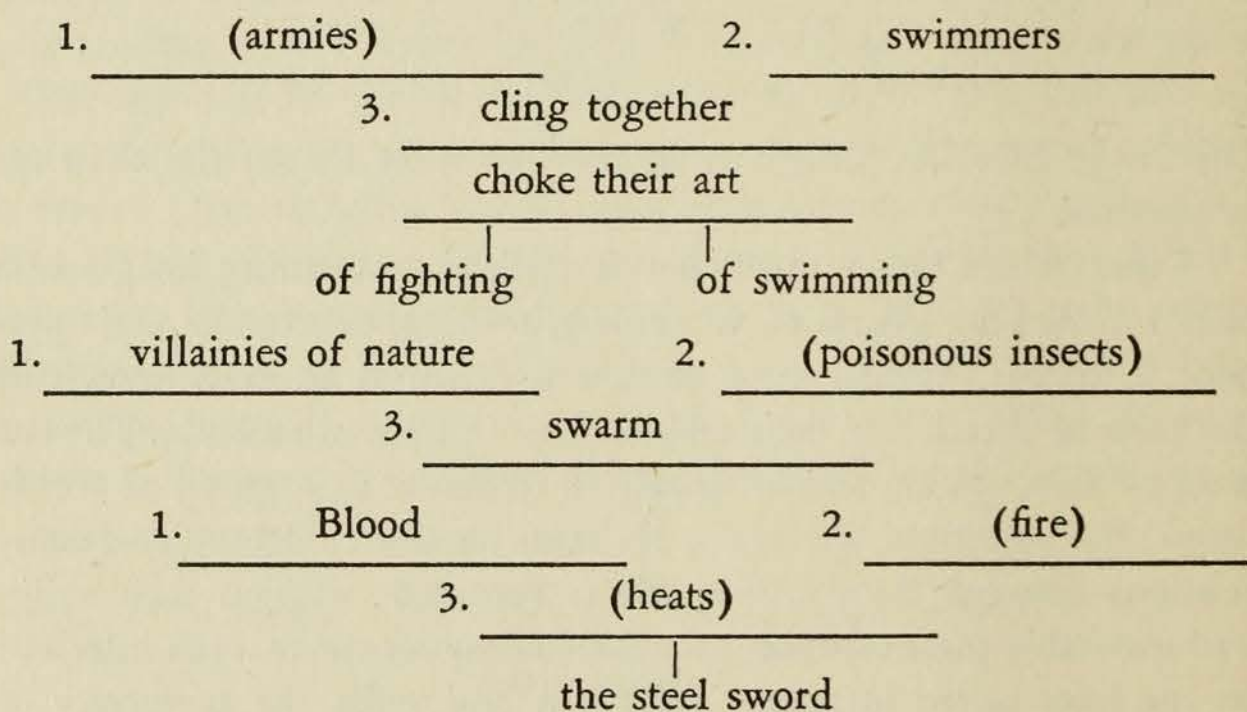 1. (armies) 2. swimmers
3. cling together
choke their art
of fighting of swimming
1. villainies of nature 2. (poisonous insects)
3. swarm
1. Blood 2. (fire)
3. (heats)
the steel sword